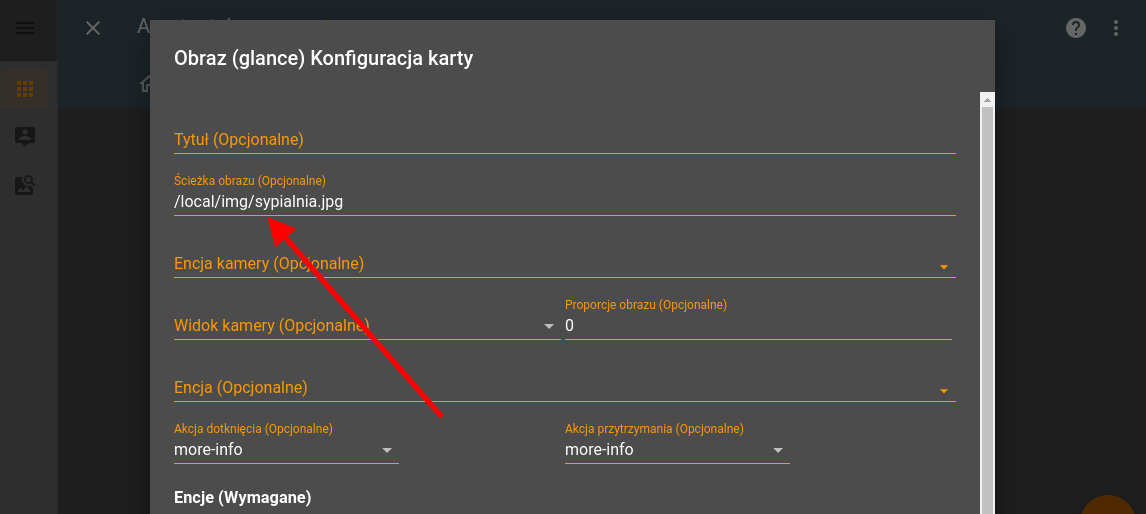 Obraz (glance) Konfiguracja karty
Tytuł (Opcjonalne)
Ścieżka obrazu (Opcjonalne)
/local/img/sypialnia.jpg
Encja kamery (Opcjonalne)
Proporcje obrazu (Opcjonalne)
Widok kamery (Opcjonalne)
0
Encja (Opcjonalne)
Akcja dotknięcia (Opcjonalne)
Akcja przytrzymania (Opcjonalne)
more-info
more-info
Encje (Wymagane)